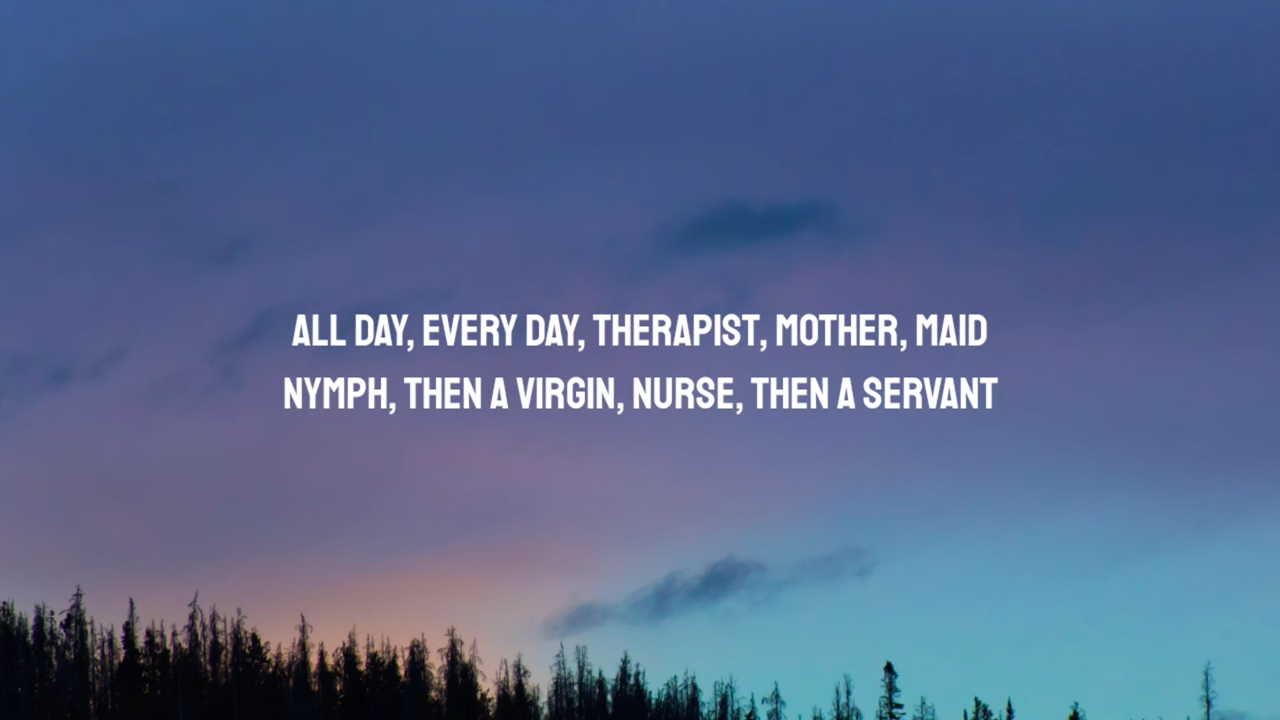 ALL DAY, EVERY DAY, THERAPIST, MOTHER, MAID
NYMPH, THEN A VIRGIN, NURSE, THEN A SERVANT